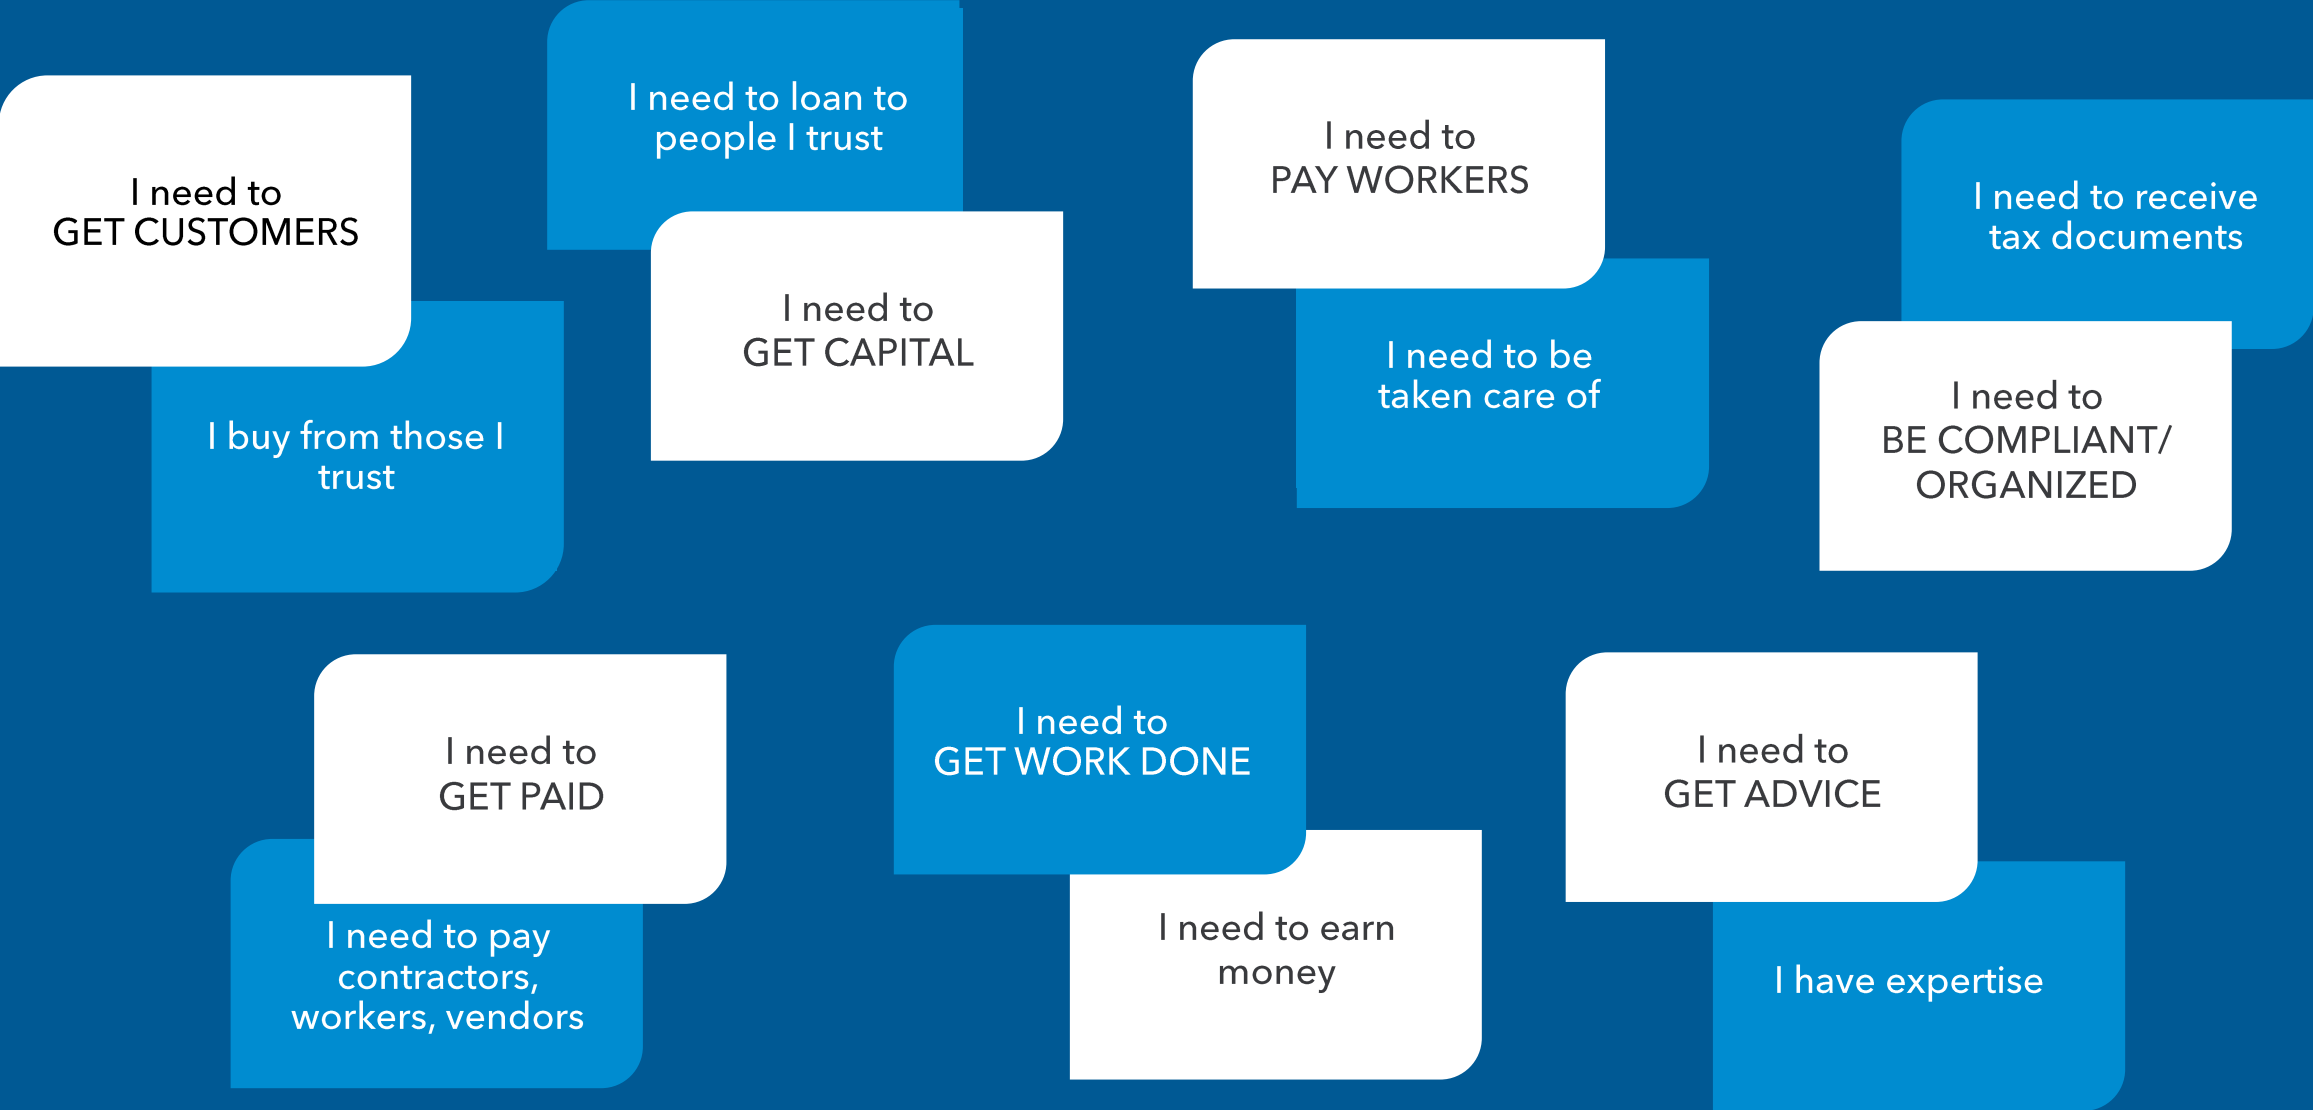 I need to
GET CUSTOMERS
I buy from those I
trust
I need to loan to
people I trust
I need to
GET CAPITAL
I need to
PAY WORKERS
I need to be
taken care of
I need to receive
tax documents
I need to
BE COMPLIANT/
ORGANIZED
I need to
GET PAID
I need to pay
contractors,
workers, vendors
I need to
GET WORK DONE
I need to earn
money
I need to
GET ADVICE
I have expertise